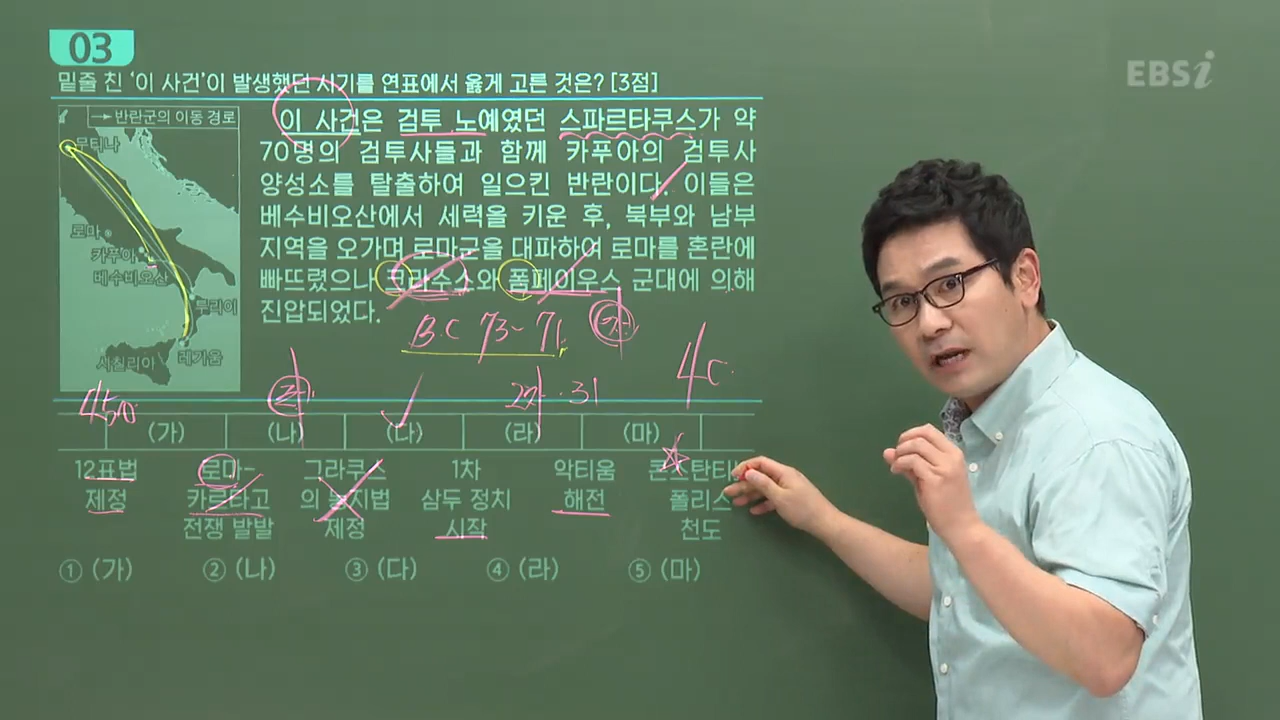 03
EBSi
밑줄 친 ‘이 사건’이 발생했던 시기를 연표에서 옳게 고른 것은? [3점]
→ 반란군의 이동 경로
무티나
로마
카푸아
베수비오산
투리이
레기움
시칠리아
이 사건은 검투 노예였던 스파르타쿠스가 약
70명의 검투사들과 함께 카푸아의 검투사
양성소를 탈출하여 일으킨 반란이다. 이들은
베수비오산에서 세력을 키운 후, 북부와 남부
지역을 오가며 로마군을 대파하여 로마를 혼란에
빠뜨렸으나 크라수스와 폼페이우스 군대에 의해
진압되었다.
B.C 73~71
450
31
4C
(가) (나) (다) (라) (마)
12표법 로마- 그라쿠스 1차 악티움 콘스탄티노
제정 카르타고 의 농지법 삼두 정치 해전 폴리스
전쟁 발발 제정 시작 천도
① (가) ② (나) ③ (다) ④ (라) ⑤ (마)